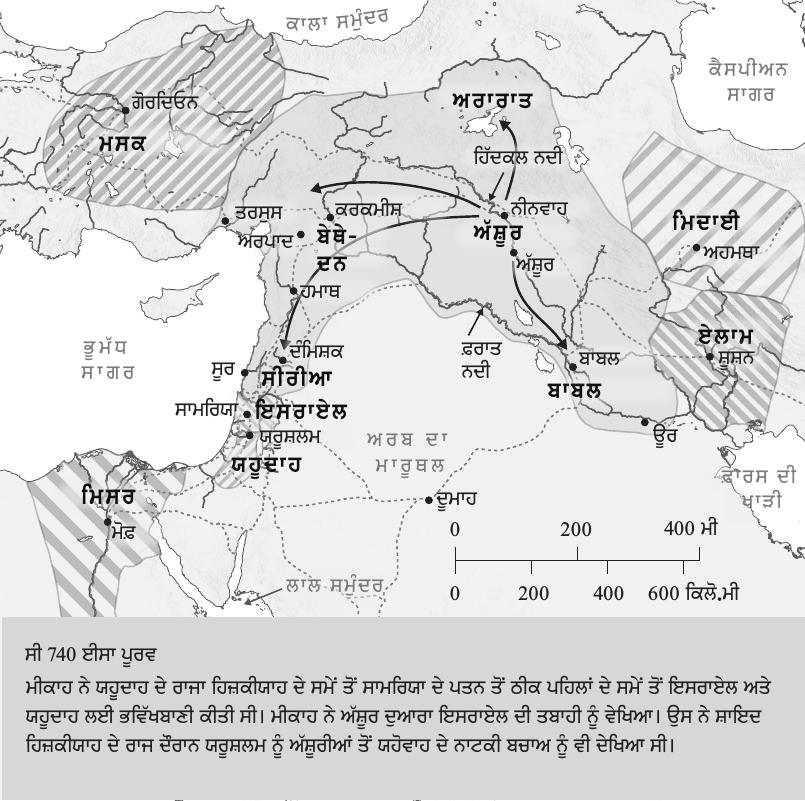 ਕਾਲਾ ਸਮੁੰਦਰ
ਕੈਸਪੀਅਨ
ਸਾਗਰ
ਗੋਰਦਿਓਨ
ਮਸਕ
ਅਰਾਰਾਤ
ਹਿੱਦਕਲ ਨਦੀ
ਨੀਨਵਾਹ
ਅੱਸ਼ੂਰ
ਅੱਸ਼ੂਰ
ਤਰਸੁਸ
ਕਰਕਮੀਸ਼
ਅਰਪਾਦ
ਬੇਥੇ-
ਦਨ
ਹਮਾਥ
ਮਿਦਾਈ
ਅਹਮਥਾ
ਏਲਾਮ
ਸ਼ੂਸ਼ਨ
ਭੂਮੱਧ
ਸਾਗਰ
ਦੰਮਿਸ਼ਕ
ਸੂਰ
ਸੀਰੀਆ
ਫ਼ਰਾਤ
ਨਦੀ
ਬਾਬਲ
ਬਾਬਲ
ਸਾਮਰਿਯਾ
ਇਸਰਾਏਲ
ਯਰੂਸ਼ਲਮ
ਯਹੂਦਾਹ
ਅਰਬ ਦਾ
ਮਾਰੂਥਲ
ਊਰ
ਫ਼ਾਰਸ ਦੀ
ਖਾੜੀ
ਮਿਸਰ
ਮੋਫ਼
ਦੂਮਾਹ
ਲਾਲ ਸਮੁੰਦਰ
0 200 400 ਮੀ
0 200 400 600 ਕਿਲੋ.ਮੀ
ਸੀ 740 ਈਸਾ ਪੂਰਵ
ਮੀਕਾਹ ਨੇ ਯਹੂਦਾਹ ਦੇ ਰਾਜਾ ਹਿਜ਼ਕੀਯਾਹ ਦੇ ਸਮੇਂ ਤੋਂ ਸਾਮਰਿਯਾ ਦੇ ਪਤਨ ਤੋਂ ਠੀਕ ਪਹਿਲਾਂ ਦੇ ਸਮੇਂ ਤੋਂ ਇਸਰਾਏਲ ਅਤੇ
ਯਹੂਦਾਹ ਲਈ ਭਵਿੱਖਬਾਣੀ ਕੀਤੀ ਸੀ। ਮੀਕਾਹ ਨੇ ਅੱਸ਼ੂਰ ਦੁਆਰਾ ਇਸਰਾਏਲ ਦੀ ਤਬਾਹੀ ਨੂੰ ਵੇਖਿਆ। ਉਸ ਨੇ ਸ਼ਾਇਦ
ਹਿਜ਼ਕੀਯਾਹ ਦੇ ਰਾਜ ਦੌਰਾਨ ਯਰੂਸ਼ਲਮ ਨੂੰ ਅੱਸ਼ੂਰੀਆਂ ਤੋਂ ਯਹੋਵਾਹ ਦੇ ਨਾਟਕੀ ਬਚਾਅ ਨੂੰ ਵੀ ਦੇਖਿਆ ਸੀ।